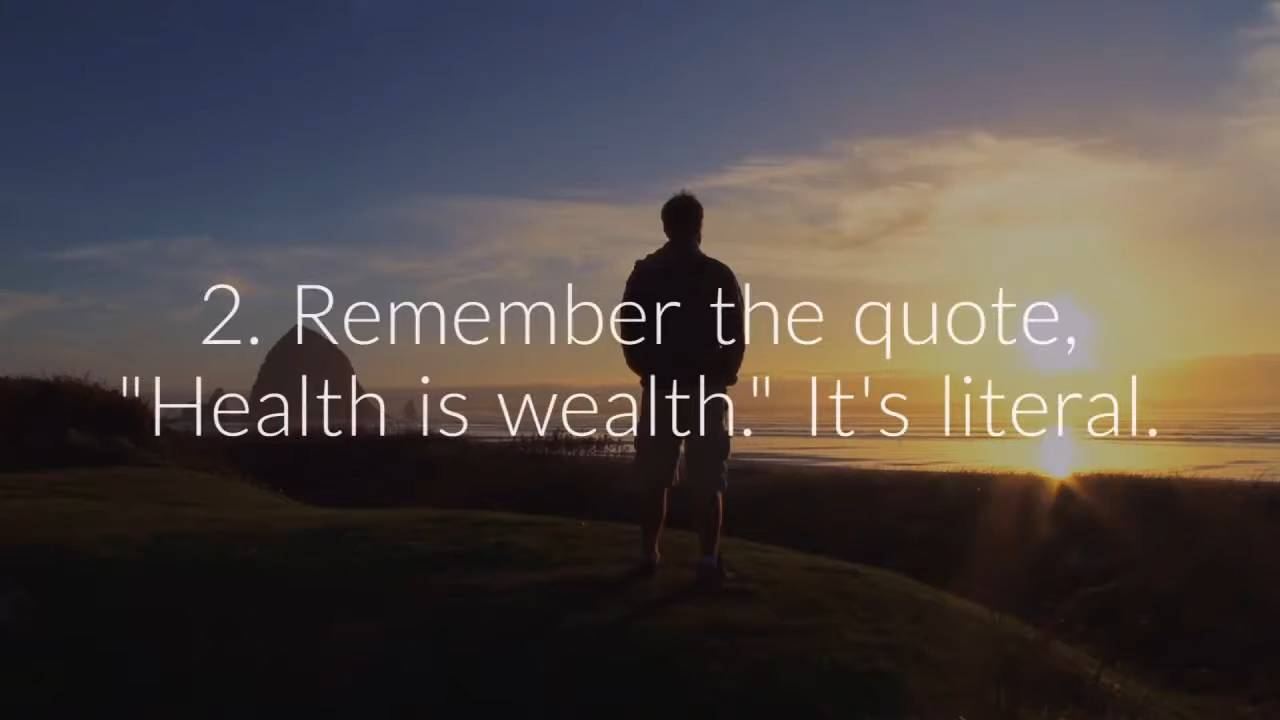 2. Remember the quote,
"Health is wealth." It's literal.